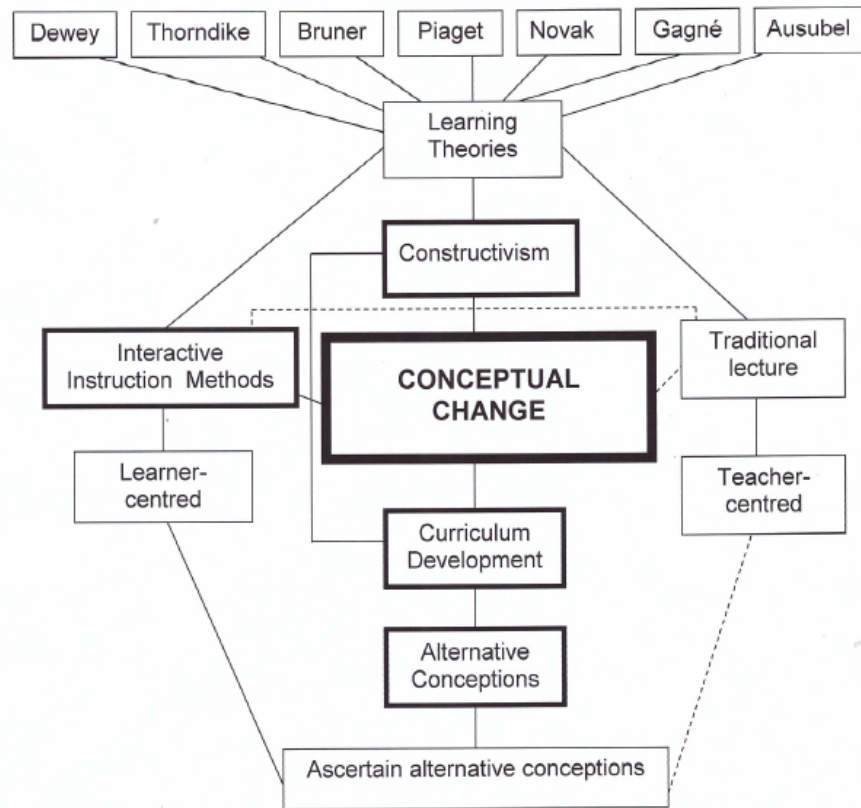 Dewey
Thorndike
Bruner
Piaget
Novak
Gagné
Ausubel
Learning
Theories
Constructivism
Interactive
Instruction Methods
CONCEPTUAL
CHANGE
Traditional
lecture
Learner-
centred
Teacher-
centred
Curriculum
Development
Alternative
Conceptions
Ascertain alternative conceptions